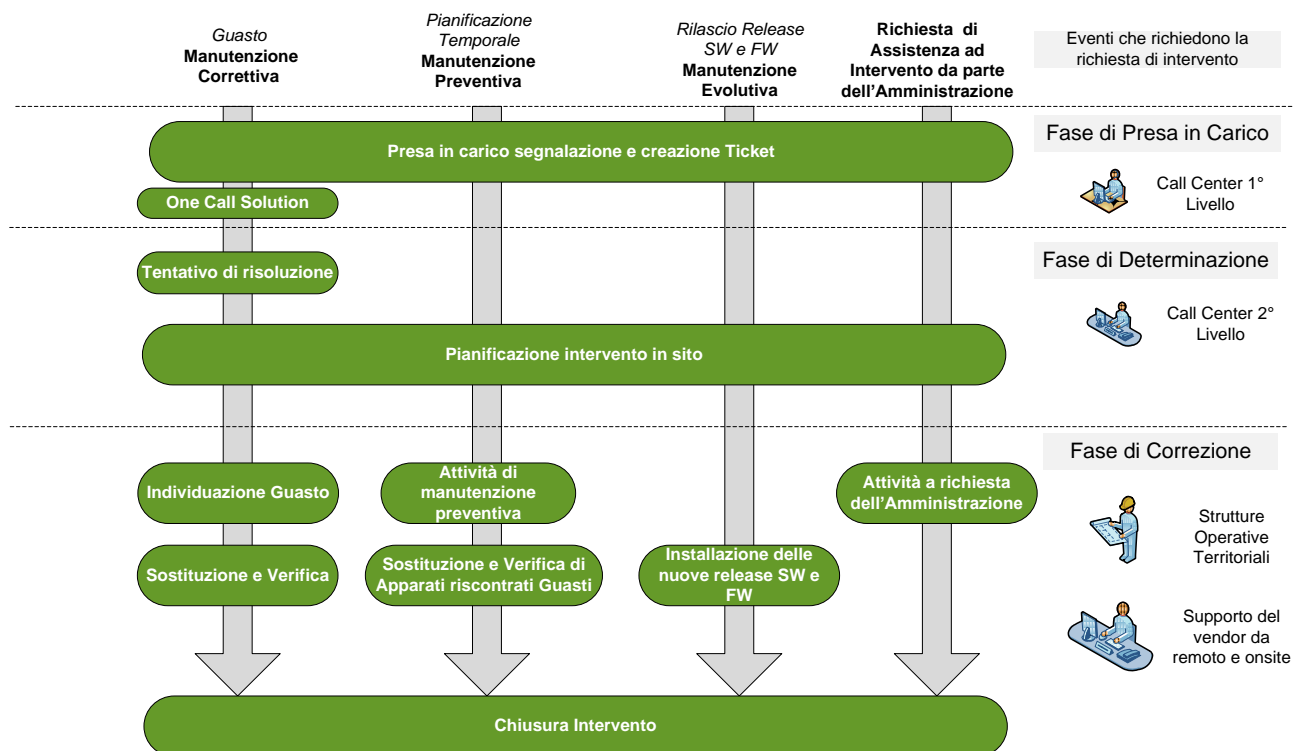 Guasto
Manutenzione
Correttiva
Pianificazione
Temporale
Manutenzione
Preventiva
Rilascio Release
SW e FW
Manutenzione
Evolutiva
Richiesta di
Assistenza ad
Intervento da parte
dell'Amministrazione
Eventi che richiedono la
richiesta di intervento
Presa in carico segnalazione e creazione Ticket
Fase di Presa in Carico
One Call Solution
Call Center 1°
Livello
Tentativo di risoluzione
Fase di Determinazione
Call Center 2°
Livello
Pianificazione intervento in sito
Fase di Correzione
Individuazione Guasto
Attività di
manutenzione
preventiva
Attività a richiesta
dell'Amministrazione
Strutture
Operative
Territoriali
Sostituzione e Verifica
Sostituzione e Verifica di
Apparati riscontrati Guasti
Installazione delle
nuove release SW e
FW
Supporto del
vendor da
remoto e onsite
Chiusura Intervento